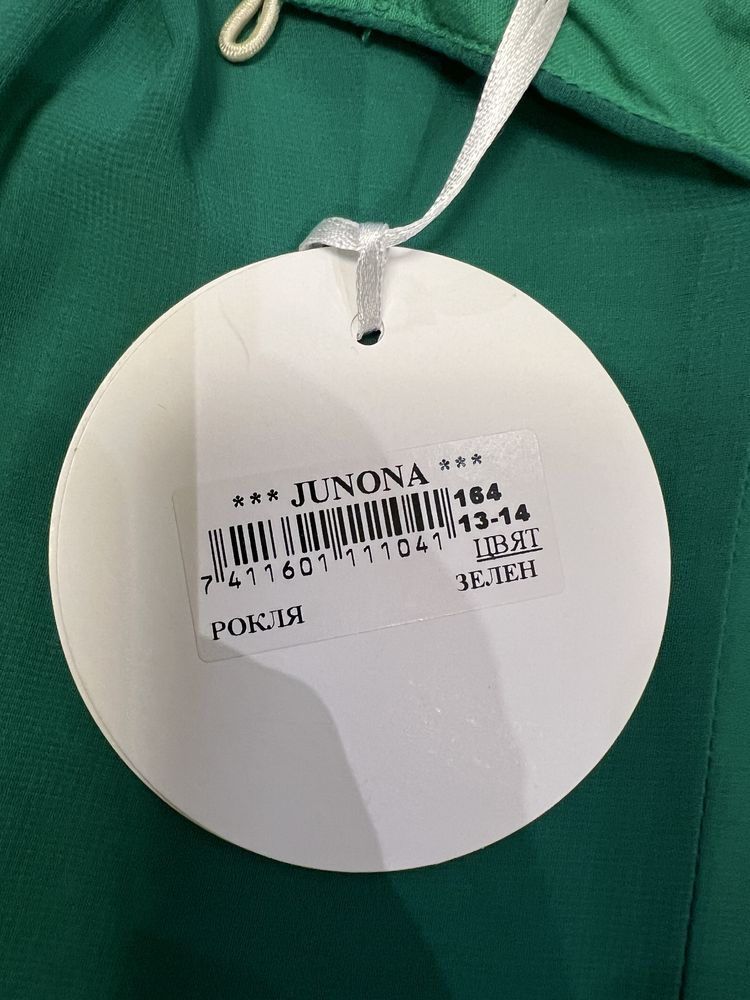 *** JUNONA ***
164
13-14
7 411601 111041
ЦВЯТ
ЗЕЛЕН
РОКЛЯ